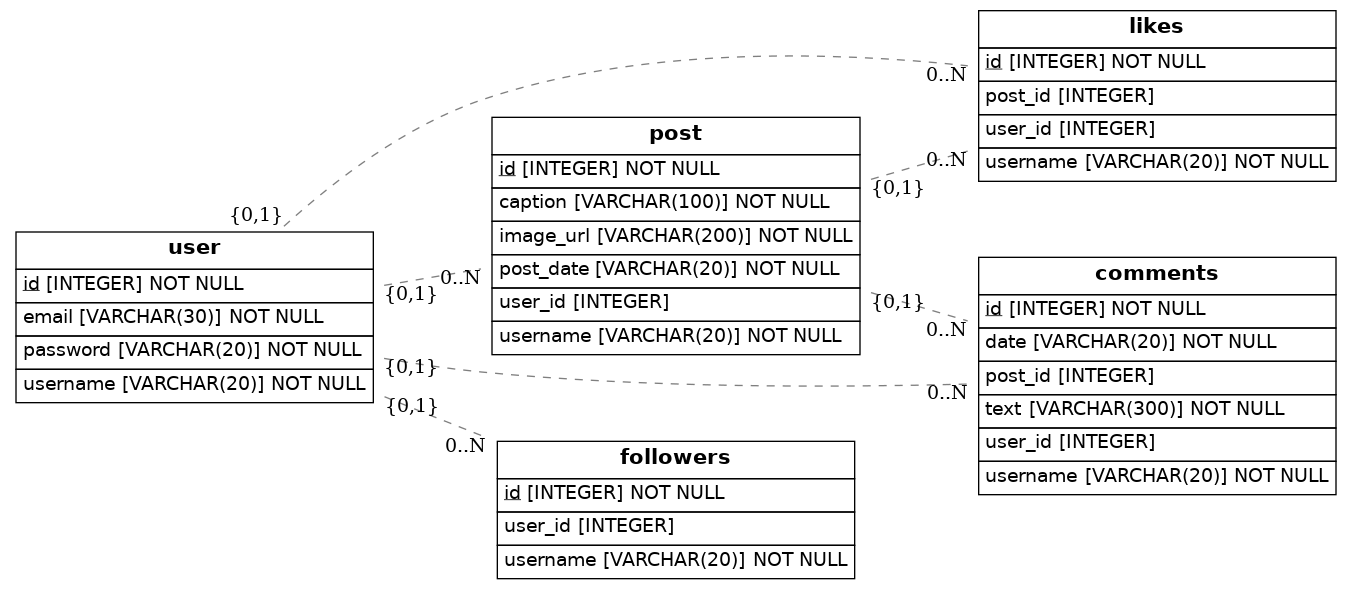 likes
id [INTEGER] NOT NULL
post_id [INTEGER]
user_id [INTEGER]
username [VARCHAR(20)] NOT NULL
0..N
0..N
post
id [INTEGER] NOT NULL
caption [VARCHAR(100)] NOT NULL
image_url [VARCHAR(200)] NOT NULL
post_date [VARCHAR(20)] NOT NULL
user_id [INTEGER]
username [VARCHAR(20)] NOT NULL
{0,1}
{0,1}
{0,1}
user
id [INTEGER] NOT NULL
email [VARCHAR(30)] NOT NULL
password [VARCHAR(20)] NOT NULL
username [VARCHAR(20)] NOT NULL
{0,1}
0..N
{0,1}
{0,1}
0..N
comments
id [INTEGER] NOT NULL
date [VARCHAR(20)] NOT NULL
post_id [INTEGER]
text [VARCHAR(300)] NOT NULL
user_id [INTEGER]
username [VARCHAR(20)] NOT NULL
0..N
0..N
followers
id [INTEGER] NOT NULL
user_id [INTEGER]
username [VARCHAR(20)] NOT NULL